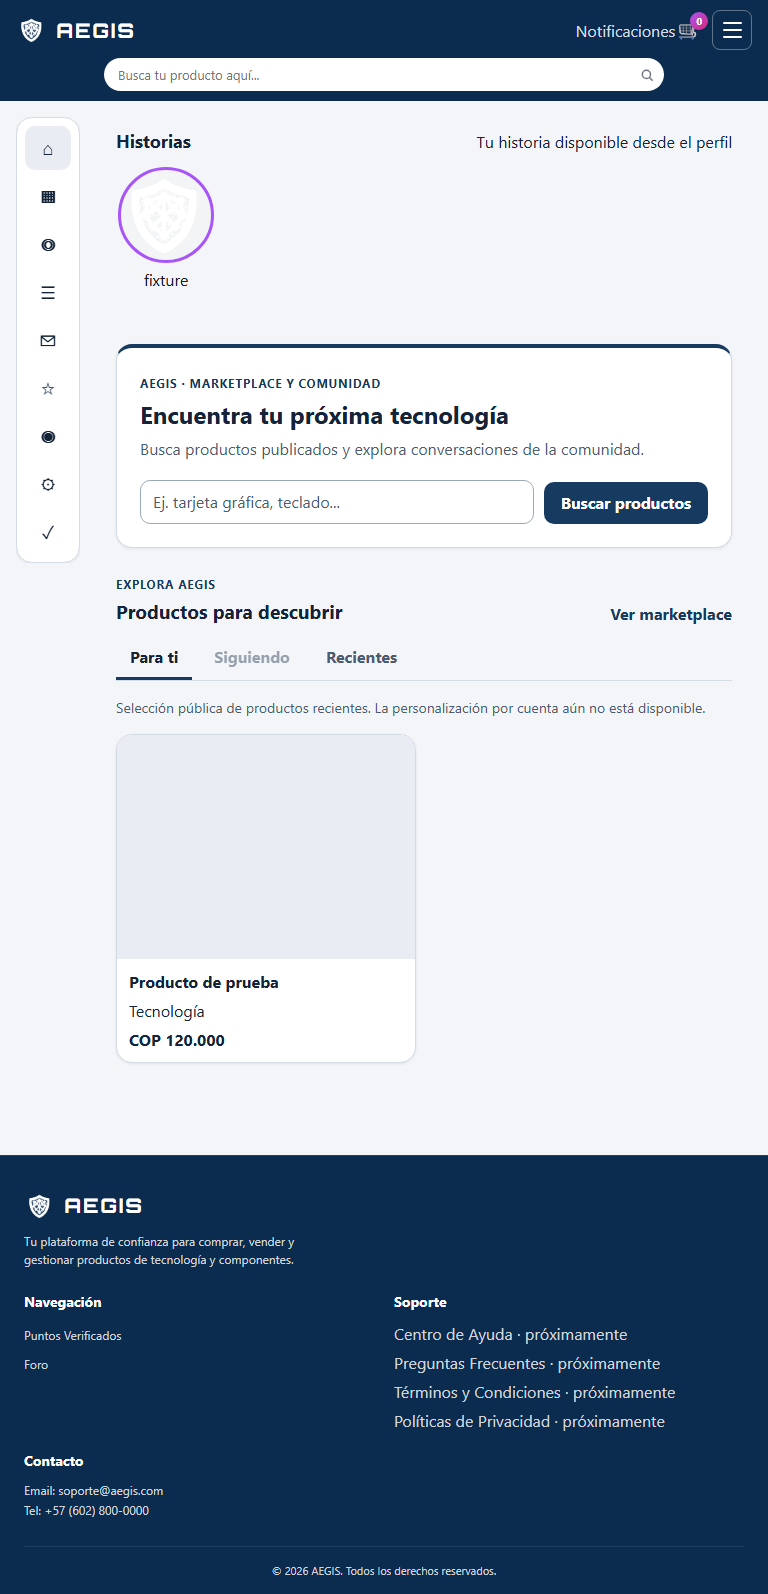 AEGIS
Notificaciones
0
Busca tu producto aquí...
Historias
Tu historia disponible desde el perfil
fixture
AEGIS · MARKETPLACE Y COMUNIDAD
Encuentra tu próxima tecnología
Busca productos publicados y explora conversaciones de la comunidad.
Ej. tarjeta gráfica, teclado...
Buscar productos
EXPLORA AEGIS
Productos para descubrir
Ver marketplace
Para ti
Siguiendo
Recientes
Selección pública de productos recientes. La personalización por cuenta aún no está disponible.
Producto de prueba
Tecnología
COP 120.000
AEGIS
Tu plataforma de confianza para comprar, vender y
gestionar productos de tecnología y componentes.
Navegación
Puntos Verificados
Foro
Soporte
Centro de Ayuda · próximamente
Preguntas Frecuentes · próximamente
Términos y Condiciones · próximamente
Políticas de Privacidad · próximamente
Contacto
Email: soporte@aegis.com
Tel: +57 (602) 800-0000
© 2026 AEGIS. Todos los derechos reservados.